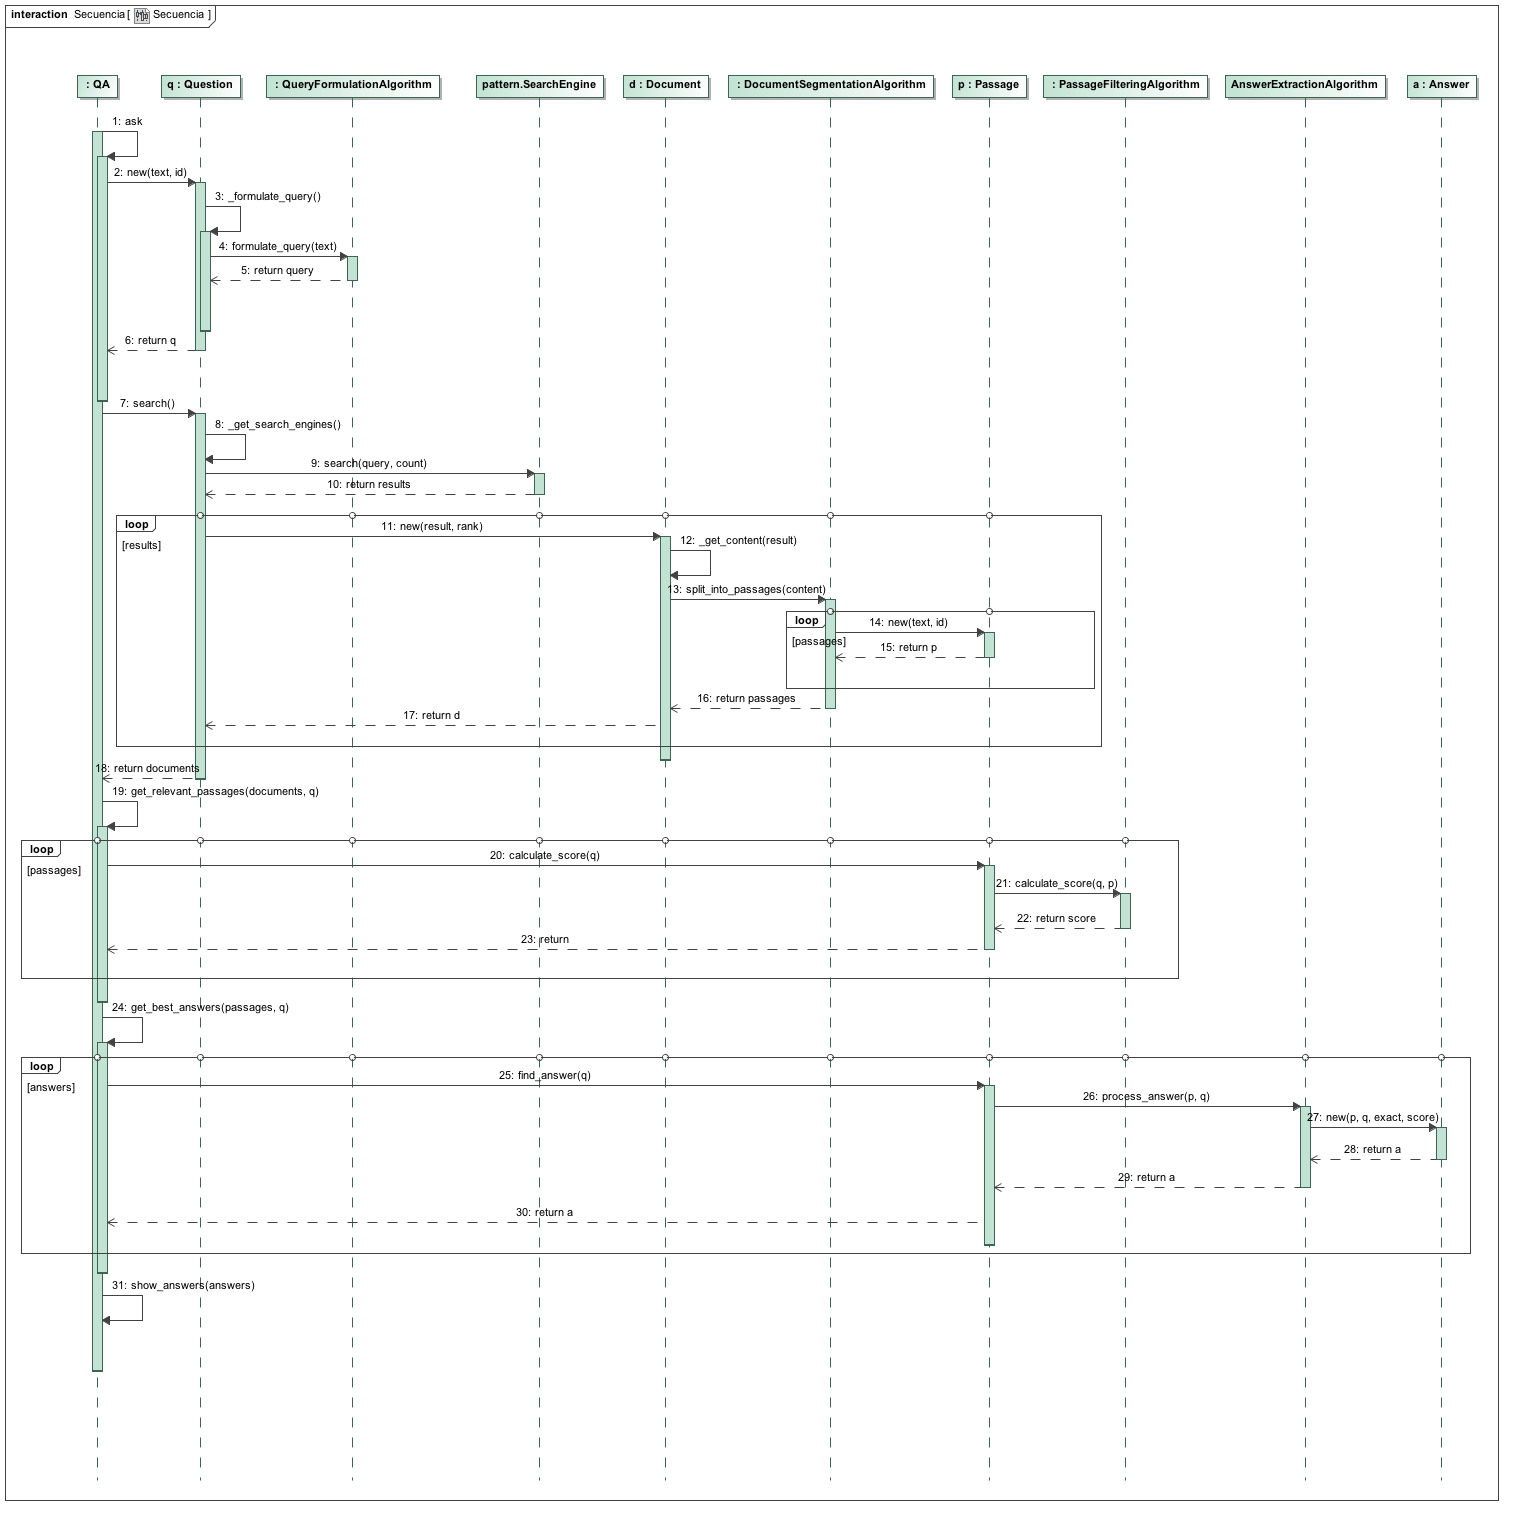 interaction Secuencia [ Secuencia ]
: QA
q : Question
: QueryFormulationAlgorithm
pattern.SearchEngine
d : Document
: DocumentSegmentationAlgorithm
p : Passage
: PassageFilteringAlgorithm
AnswerExtractionAlgorithm
a : Answer
1: ask
2: new(text, id)
3: _formulate_query()
4: formulate_query(text)
5: return query
6: return q
7: search()
8: _get_search_engines()
9: search(query, count)
10: return results
loop
[results]
11: new(result, rank)
12: _get_content(result)
13: split_into_passages(content)
loop
[passages]
14: new(text, id)
15: return p
16: return passages
17: return d
18: return documents
19: get_relevant_passages(documents, q)
loop
[passages]
20: calculate_score(q)
21: calculate_score(q, p)
22: return score
23: return
24: get_best_answers(passages, q)
loop
[answers]
25: find_answer(q)
26: process_answer(p, q)
27: new(p, q, exact, score)
28: return a
29: return a
30: return a
31: show_answers(answers)